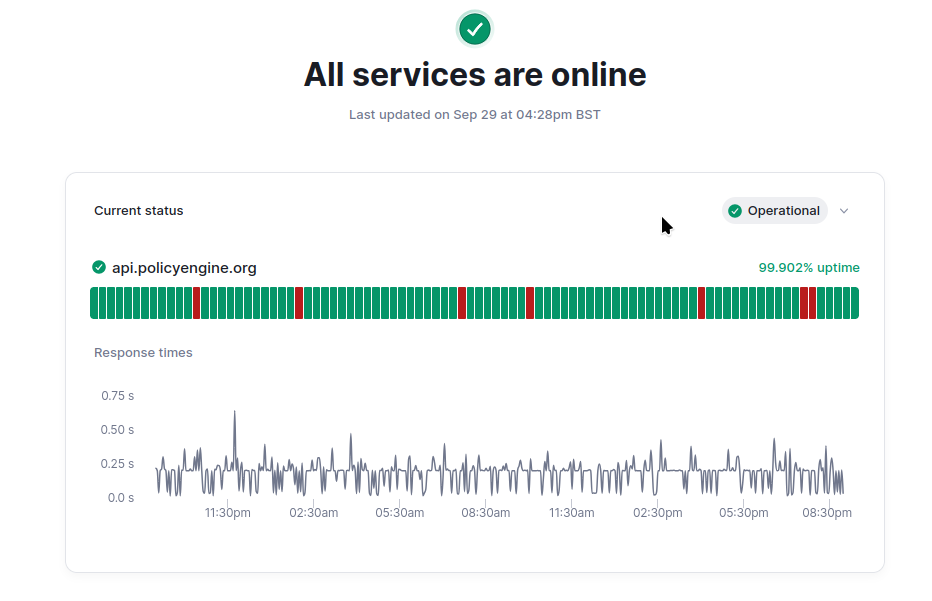 All services are online
Last updated on Sep 29 at 04:28pm BST
Current status
Operational
api.policyengine.org
99.902% uptime
Response times
0.75 s
0.50 s
0.25 s
0.0 s
11:30pm 02:30am 05:30am 08:30am 11:30am 02:30pm 05:30pm 08:30pm